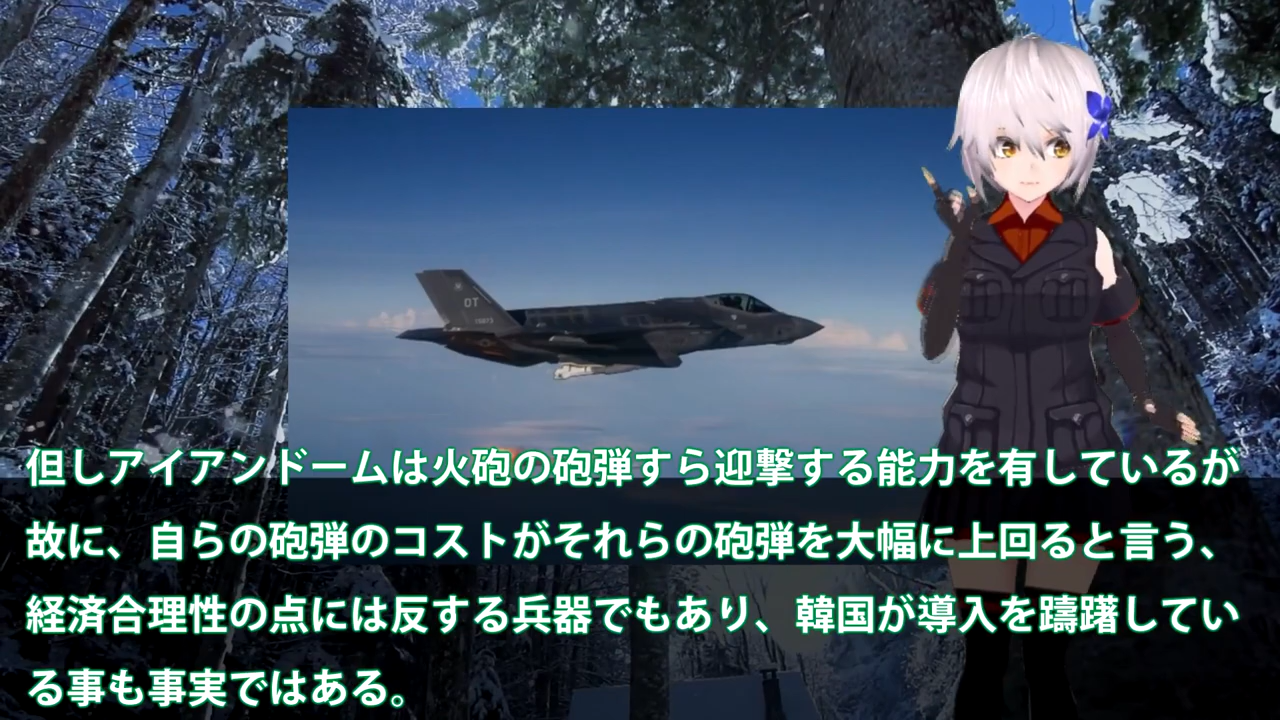 OT
但しアイアンドームは火砲の砲弾すら迎撃する能力を有しているが
故に、自らの砲弾のコストがそれらの砲弾を大幅に上回ると言う、
経済合理性の点には反する兵器でもあり、韓国が導入を躊躇してい
る事も事実ではある。